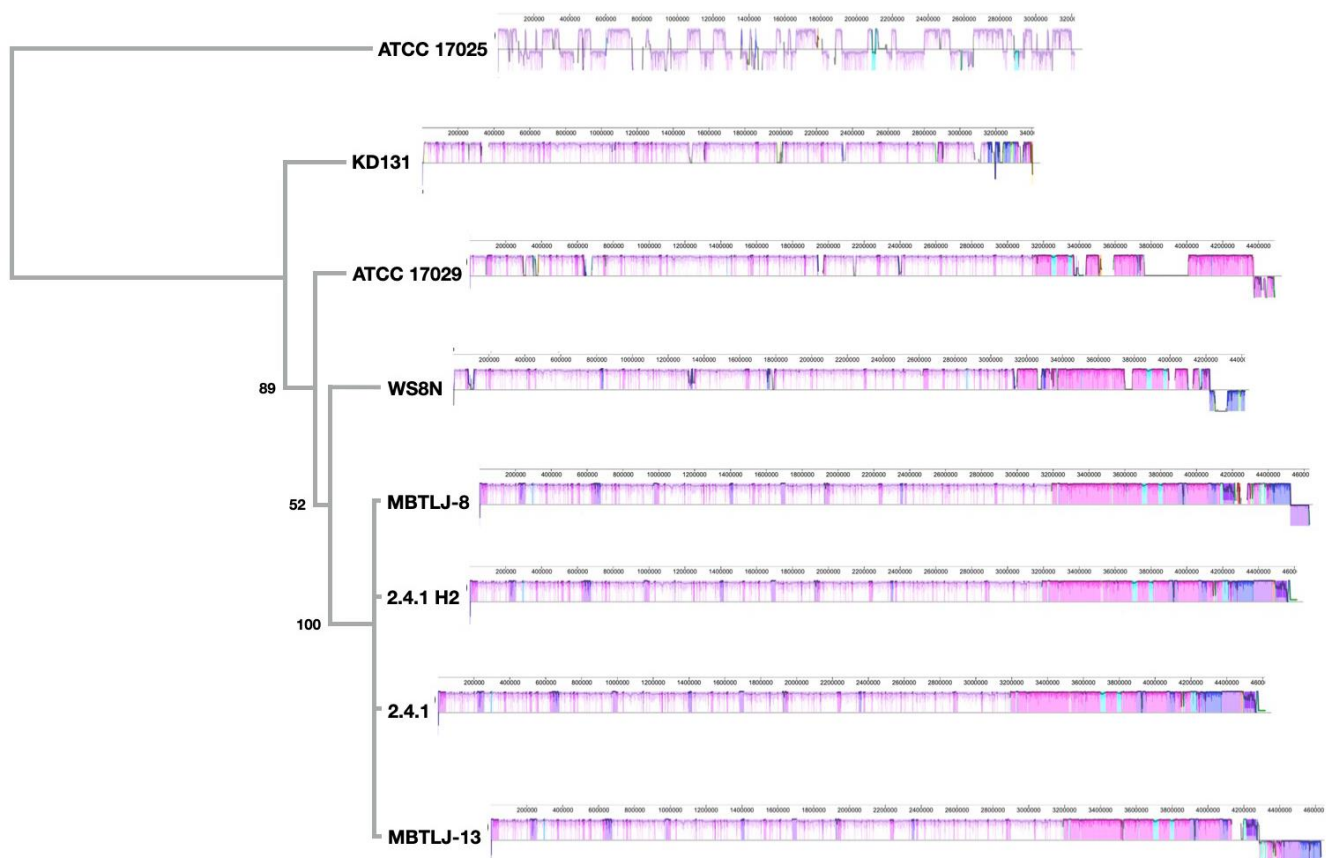 200000 400000 600000 800000 1000000 1200000 1400000 1600000 1800000 2000000 2200000 2400000 2600000 2800000 3000000
ATCC 17025
200000 400000 600000 800000 1000000 1200000 1400000 1600000 1800000 2000000 2200000 2400000 2600000 2800000 3000000 3200000
KD131
200000 400000 600000 800000 1000000 1200000 1400000 1600000 1800000 2000000 2200000 2400000 2600000 2800000 3000000 3200000 3400000 3600000 3800000 4000000 4200000 4400000
ATCC 17029
200000 400000 600000 800000 1000000 1200000 1400000 1600000 1800000 2000000 2200000 2400000 2600000 2800000 3000000 3200000 3400000 3600000 3800000 4000000 4200000
89
WS8N
200000 400000 600000 800000 1000000 1200000 1400000 1600000 1800000 2000000 2200000 2400000 2600000 2800000 3000000 3200000 3400000 3600000 3800000 4000000 4200000 4400000
52
MBTLJ-8
200000 400000 600000 800000 1000000 1200000 1400000 1600000 1800000 2000000 2200000 2400000 2600000 2800000 3000000 3200000 3400000 3600000 3800000 4000000 4200000 4400000
2.4.1 H2
100
200000 400000 600000 800000 1000000 1200000 1400000 1600000 1800000 2000000 2200000 2400000 2600000 2800000 3000000 3200000 3400000 3600000 3800000 4000000 4200000 4400000
2.4.1
200000 400000 600000 800000 1000000 1200000 1400000 1600000 1800000 2000000 2200000 2400000 2600000 2800000 3000000 3200000 3400000 3600000 3800000 4000000 4200000 4400000
MBTLJ-13